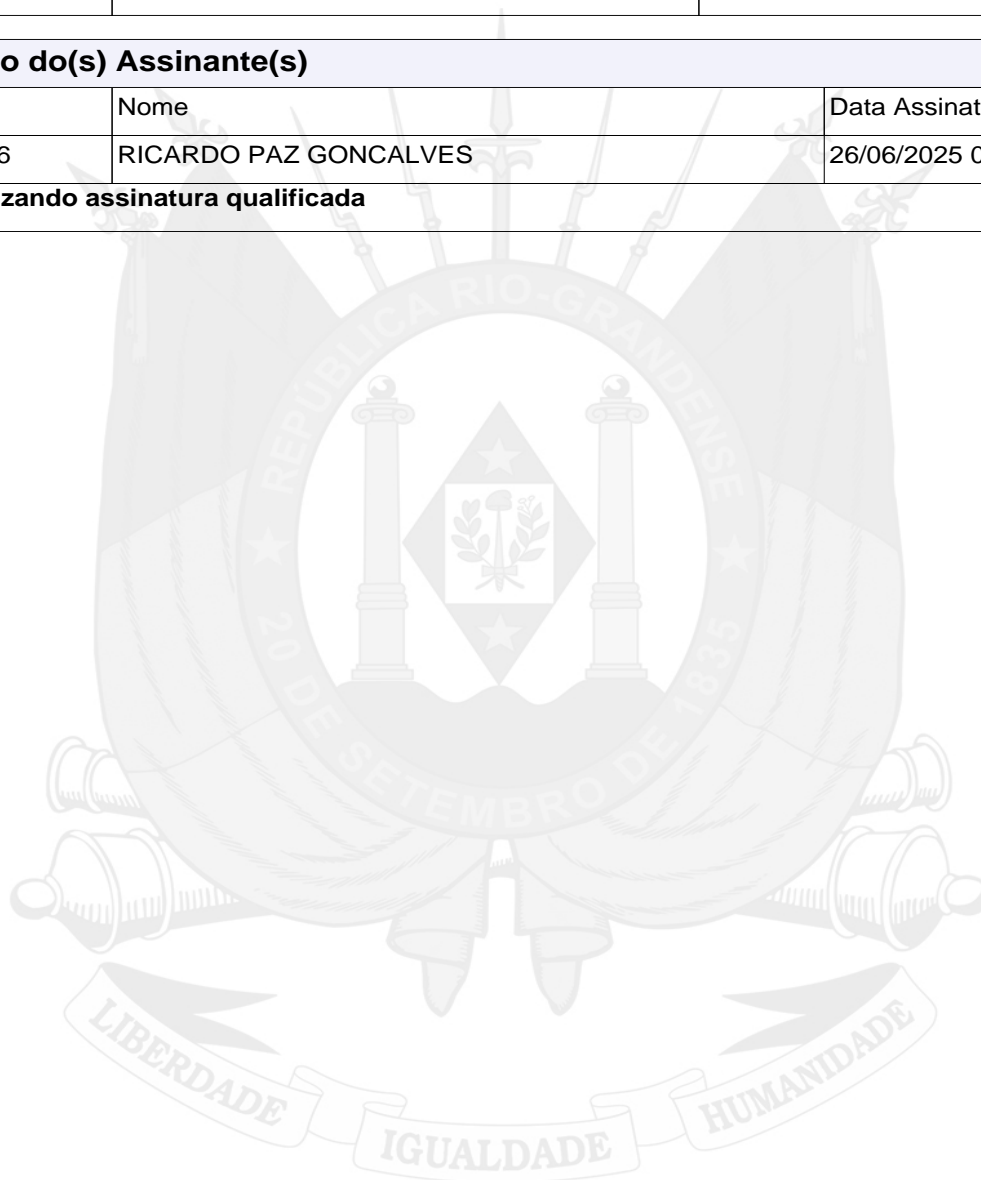 o do(s) Assinante(s)
Nome
Data Assinat
6
RICARDO PAZ GONCALVES
26/06/2025 0
zando assinatura qualificada
REPÚBLICA RIO-GRANDENSE
20 DE SETEMBRO DE 1835
LIBERDADE
IGUALDADE
HUMANIDADE